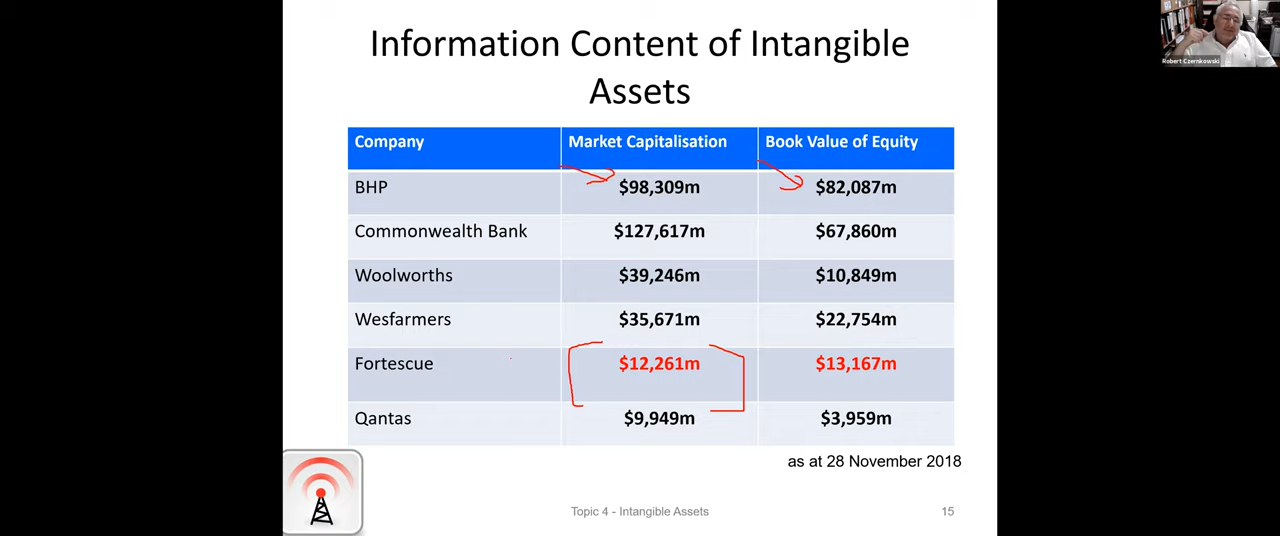 Information Content of Intangible
Assets
Robert Czernkowski
Company Market Capitalisation Book Value of Equity
BHP $98,309m $82,087m
Commonwealth Bank $127,617m $67,860m
Woolworths $39,246m $10,849m
Wesfarmers $35,671m $22,754m
Fortescue $12,261m $13,167m
Qantas $9,949m $3,959m
as at 28 November 2018
Topic 4 - Intangible Assets 15